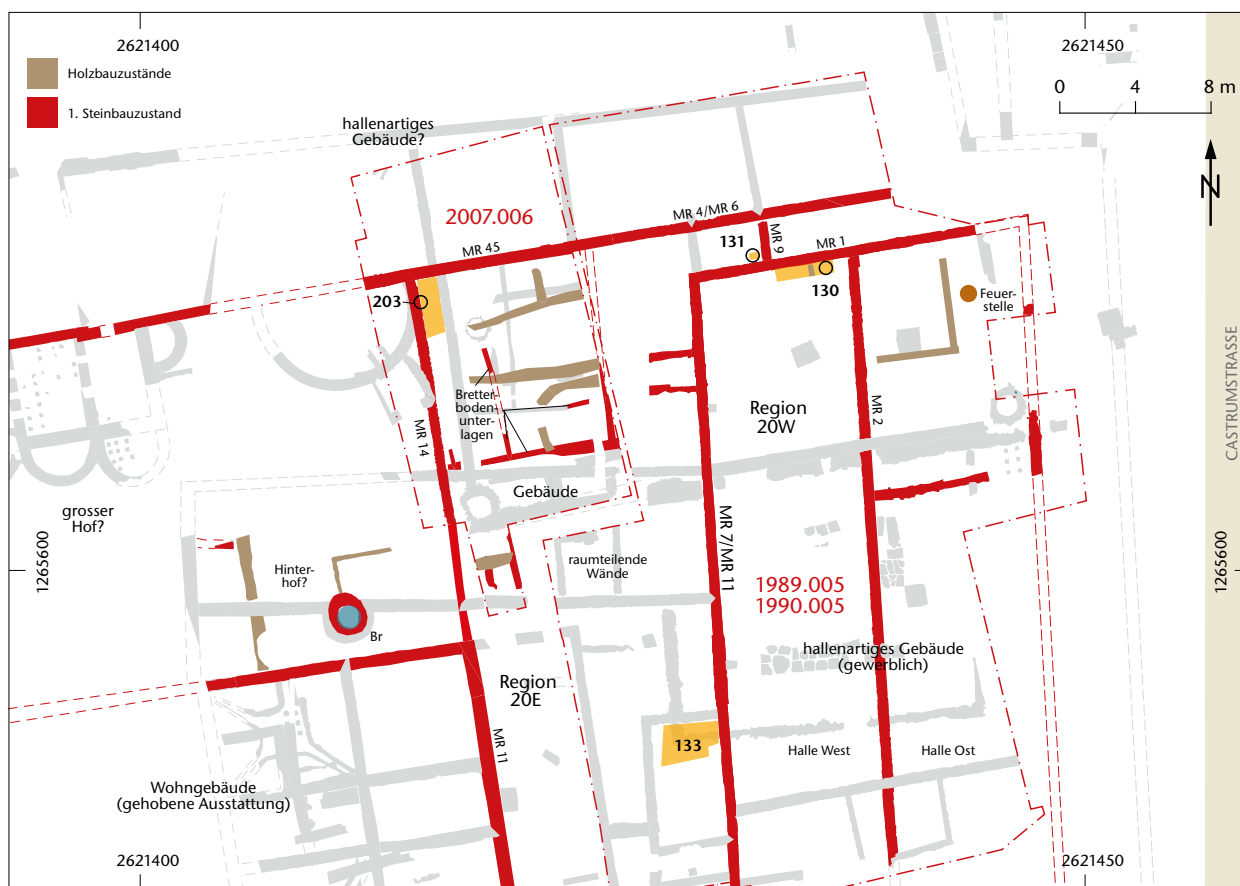 2621400
2621450
Holzbauzustände
1. Steinbauzustand
0 4 8 m
N
hallenartiges
Gebäude?
2007.006
MR 45
MR 4/MR 6
131
MR 9
MR 1
130
203
Feuer-
stelle
Bretter-
boden-
unter-
lagen
MR 14
Region
20W
MR 2
CASTRUMSTRASSE
grosser
Hof?
Gebäude
MR 7/MR 11
1265600
1265600
Hinter-
hof?
raumteilende
Wände
1989.005
1990.005
Br
hallenartiges Gebäude
(gewerblich)
Region
20E
MR 11
133
Halle West
Halle Ost
Wohngebäude
(gehobene Ausstattung)
2621400
2621450